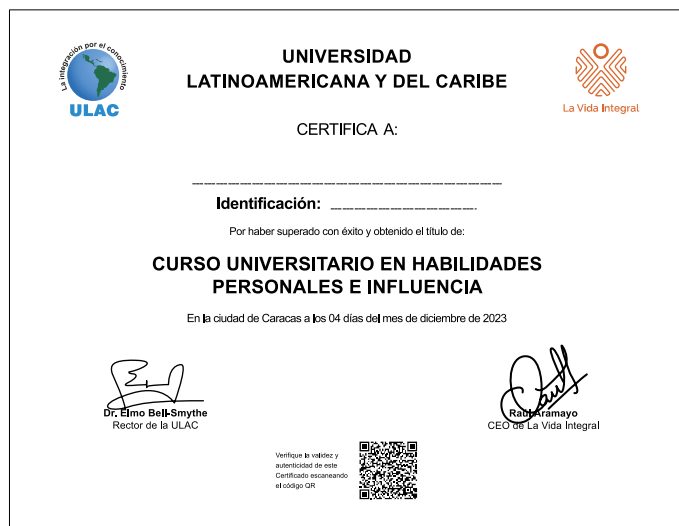 La integración por el conocimiento
ULAC
UNIVERSIDAD
LATINOAMERICANA Y DEL CARIBE
La Vida Integral
CERTIFICA A:
Identificación:
Por haber superado con éxito y obtenido el título de:
CURSO UNIVERSITARIO EN HABILIDADES
PERSONALES E INFLUENCIA
En la ciudad de Caracas a los 04 días del mes de diciembre de 2023
Dr. Elmo Bell-Smythe
Rector de la ULAC
Raúl Aramayo
CEO de La Vida Integral
Verifique la validez y
autenticidad de este
Certificado escaneando
el código QR